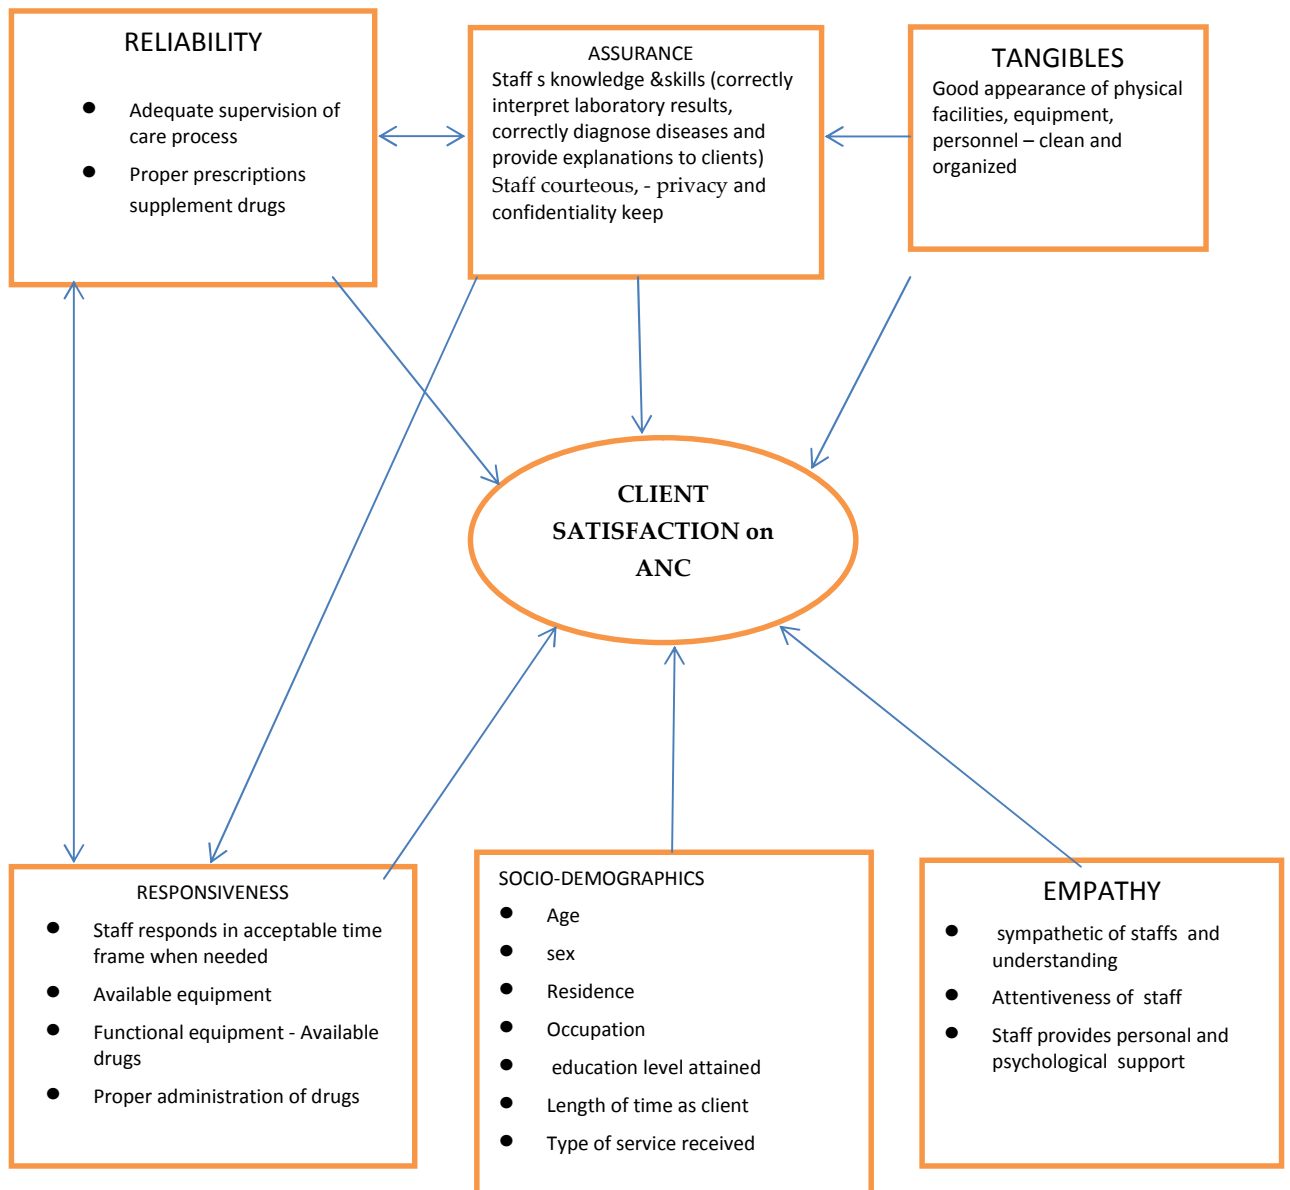 RELIABILITY
● Adequate supervision of
care process
● Proper prescriptions
supplement drugs
ASSURANCE
Staff s knowledge &skills (correctly
interpret laboratory results,
correctly diagnose diseases and
provide explanations to clients)
Staff courteous, - privacy and
confidentiality keep
TANGIBLES
Good appearance of physical
facilities, equipment,
personnel – clean and
organized
CLIENT
SATISFACTION on
ANC
RESPONSIVENESS
● Staff responds in acceptable time
frame when needed
● Available equipment
● Functional equipment - Available
drugs
● Proper administration of drugs
SOCIO-DEMOGRAPHICS
● Age
● sex
● Residence
● Occupation
● education level attained
● Length of time as client
● Type of service received
EMPATHY
● sympathetic of staffs and
understanding
● Attentiveness of staff
● Staff provides personal and
psychological support